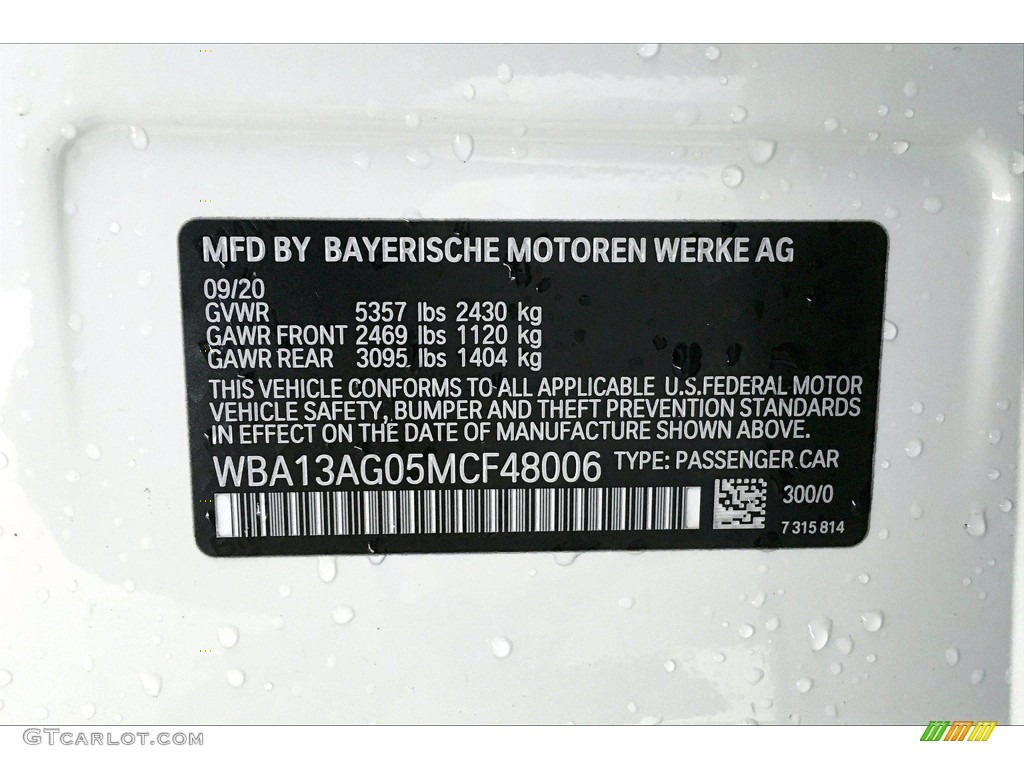 MFD BY BAYERISCHE MOTOREN WERKE AG
09/20
GVWR 5357 lbs 2430 kg
GAWR FRONT 2469 lbs 1120 kg
GAWR REAR 3095 lbs 1404 kg
THIS VEHICLE CONFORMS TO ALL APPLICABLE U.S.FEDERAL MOTOR
VEHICLE SAFETY, BUMPER AND THEFT PREVENTION STANDARDS
IN EFFECT ON THE DATE OF MANUFACTURE SHOWN ABOVE.
WBA13AG05MCF48006 TYPE: PASSENGER CAR
300/0
7 315 814
GTCARLOT.COM